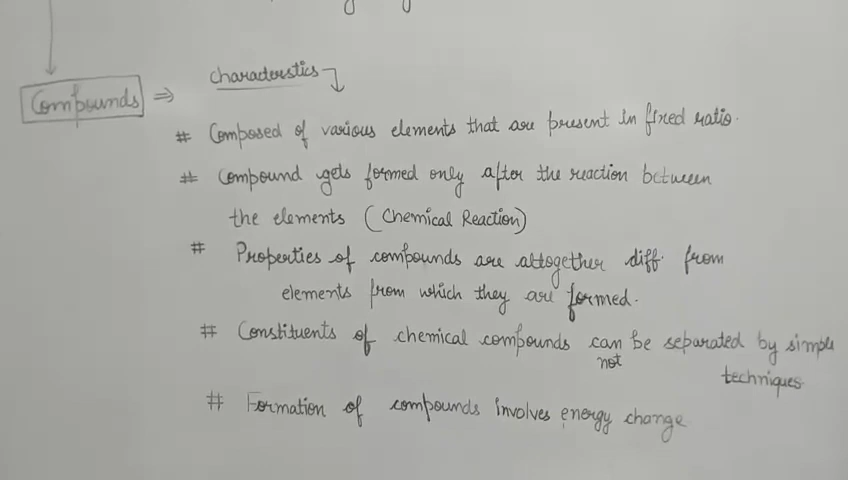 Compounds ⇒ characterstics
# Composed of various elements that are present in fixed ratio.
# Compound gets formed only after the reaction between
the elements (Chemical Reaction)
# Properties of compounds are altogether diff. from
elements from which they are formed.
# Constituents of chemical compounds can be separated by simple
not
techniques.
# Formation of compounds involves energy change